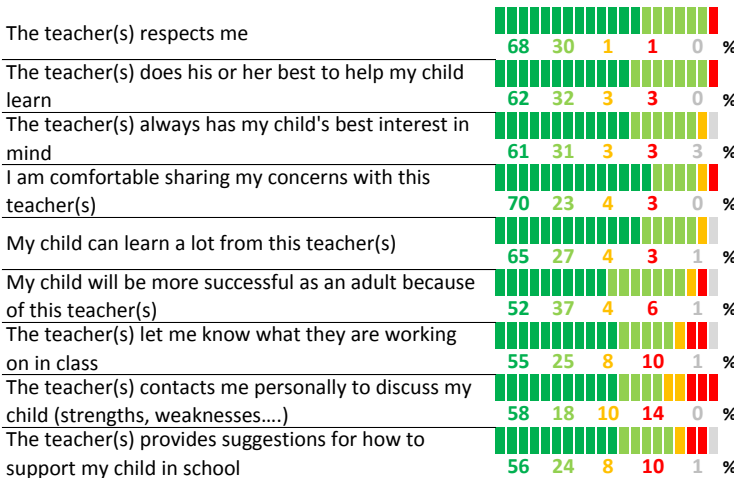 The teacher(s) respects me
68 30 1 1 0 %
The teacher(s) does his or her best to help my child
learn
62 32 3 3 0 %
The teacher(s) always has my child's best interest in
mind
61 31 3 3 3 %
I am comfortable sharing my concerns with this
teacher(s)
70 23 4 3 0 %
My child can learn a lot from this teacher(s)
65 27 4 3 1 %
My child will be more successful as an adult because
of this teacher(s)
52 37 4 6 1 %
The teacher(s) let me know what they are working
on in class
55 25 8 10 1 %
The teacher(s) contacts me personally to discuss my
child (strengths, weaknesses....)
58 18 10 14 0 %
The teacher(s) provides suggestions for how to
support my child in school
56 24 8 10 1 %